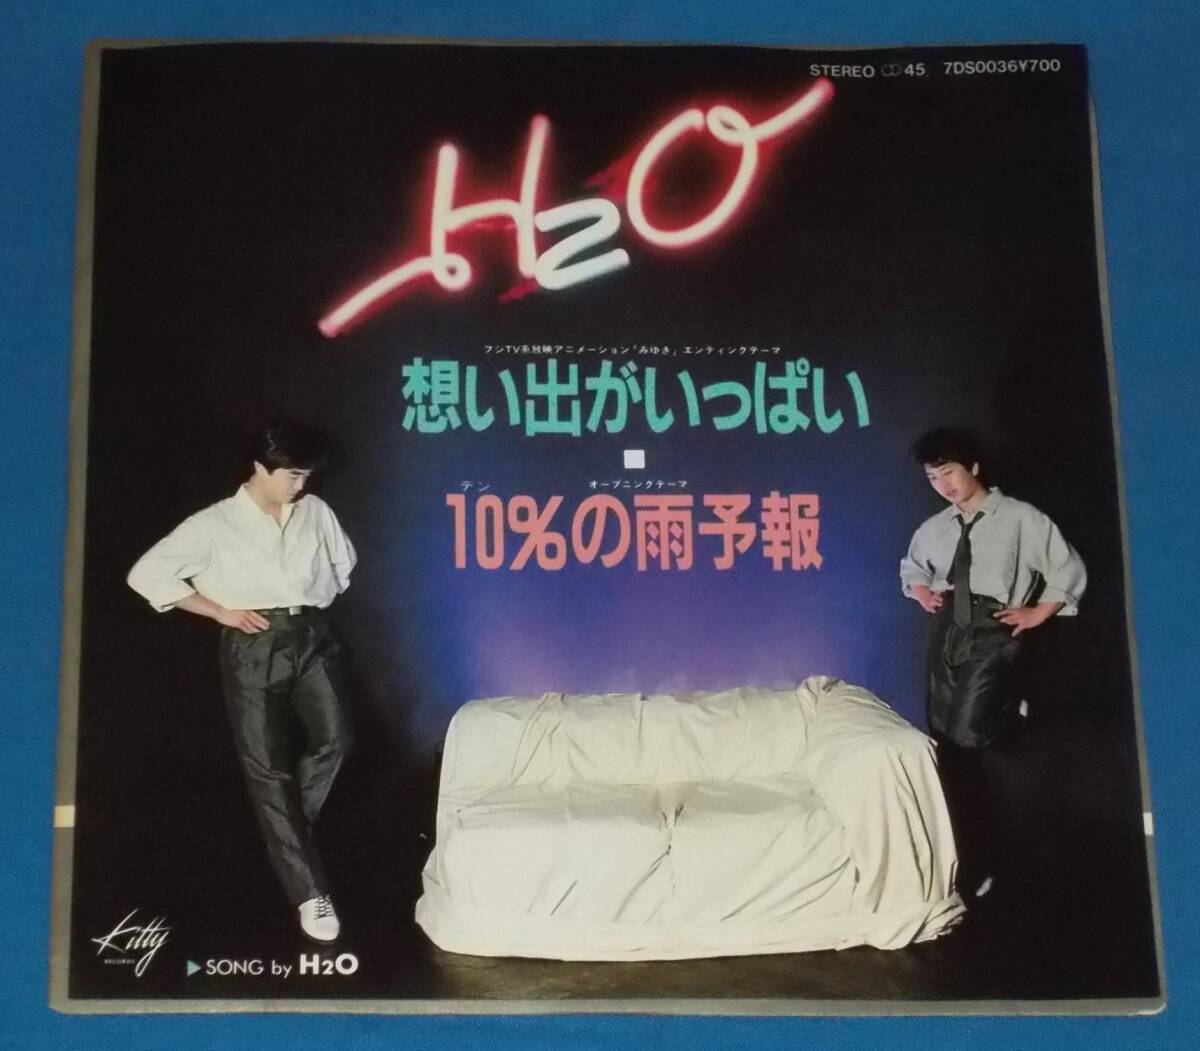 STEREO 45 7DS0036¥700
H2O
フジTV系放映アニメーション「みゆき」エンディングテーマ
想い出がいっぱい
オープニングテーマ
テン
10%の雨予報
Kitty
RECORDS
SONG by H2O